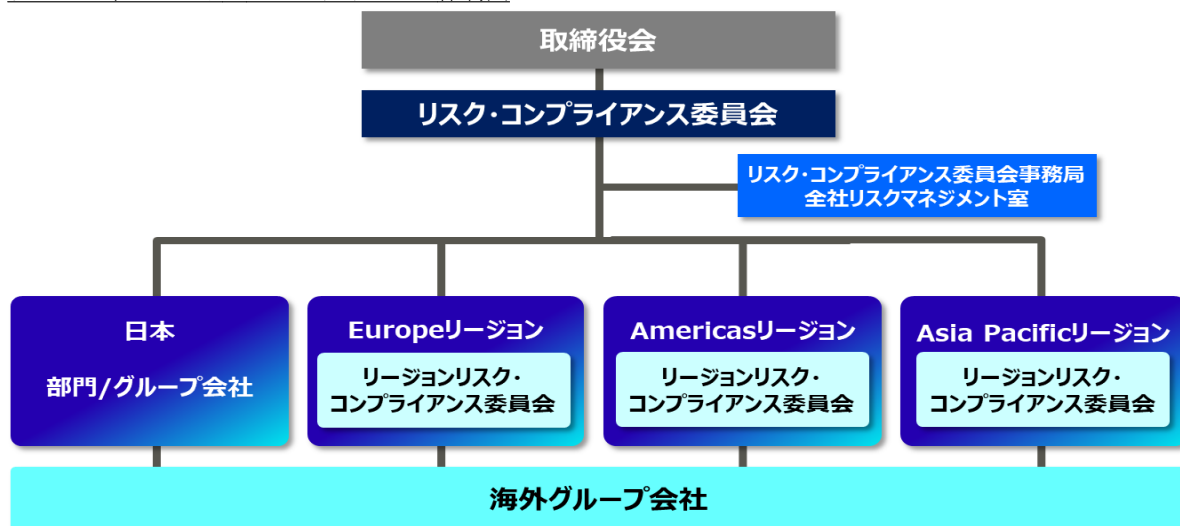 取締役会
リスク・コンプライアンス委員会
リスク・コンプライアンス委員会事務局
全社リスクマネジメント室
日本
部門/グループ会社
Europeリージョン
リージョンリスク・
コンプライアンス委員会
Americasリージョン
リージョンリスク・
コンプライアンス委員会
Asia Pacificリージョン
リージョンリスク・
コンプライアンス委員会
海外グループ会社